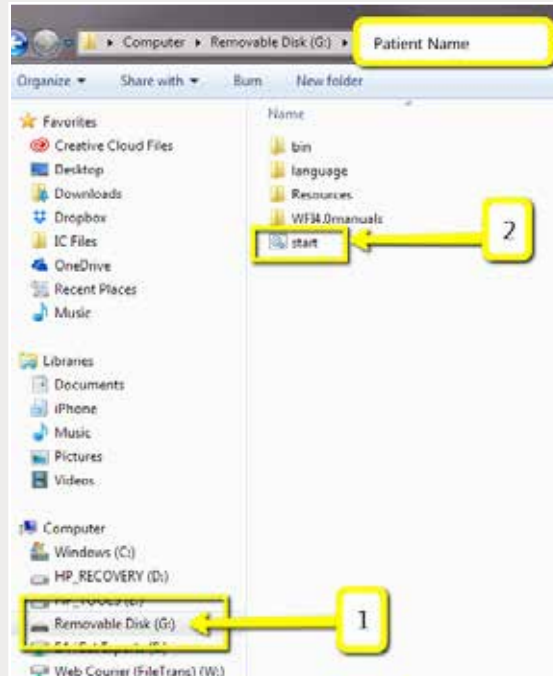 Computer ▸ Removable Disk (G:) ▸ Patient Name
Organize Share with Burn New folder
Favorites
Creative Cloud Files
Desktop
Downloads
Dropbox
IC Files
OneDrive
Recent Places
Music
Libraries
Documents
iPhone
Music
Pictures
Videos
Computer
Windows (C:)
HP_RECOVERY (D:)
HP_TOOLS (E:)
Removable Disk (G:)
Web Courier (FileTrans) (W:)
Name
bin
language
Resources
WFI4.0manuals
start
2
1